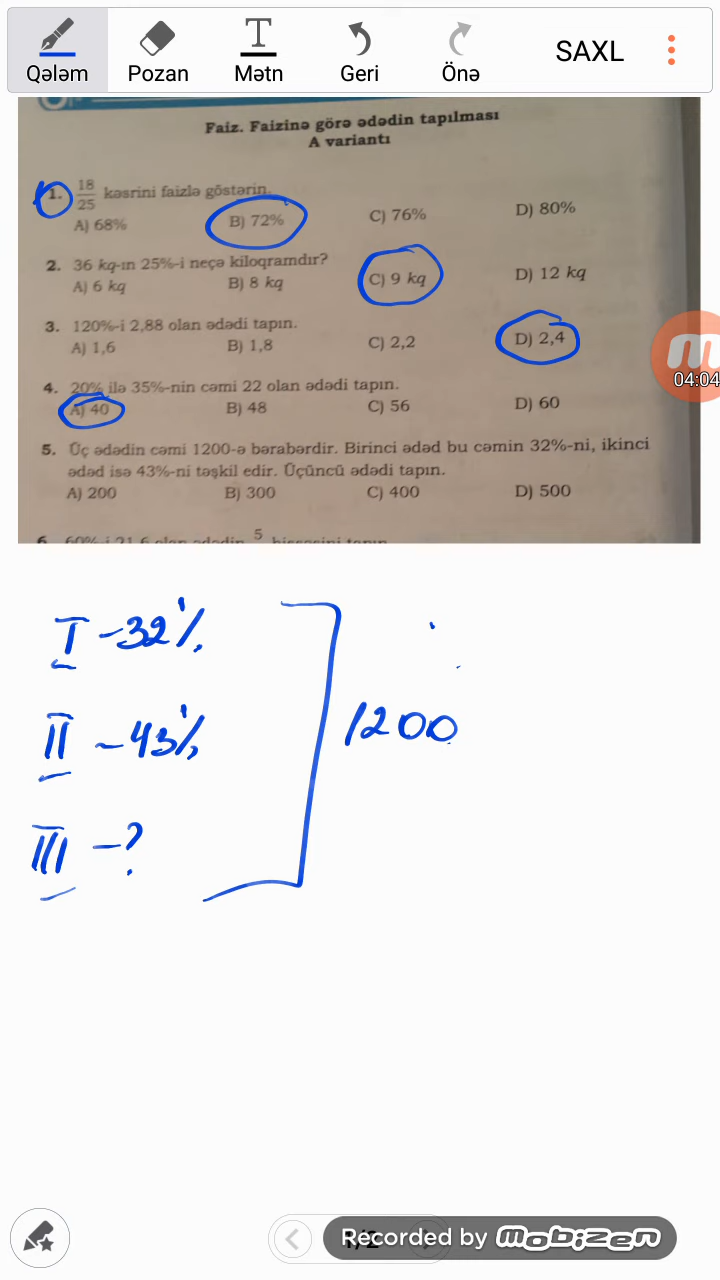 Qələm Pozan Mətn Geri Önə SAXL
Faiz. Faizinə görə ədədin tapılması
A variantı
1. 18/25 kəsrini faizlə göstərin.
A) 68% B) 72% C) 76% D) 80%
2. 36 kq-ın 25%-i neçə kiloqramdır?
A) 6 kq B) 8 kq C) 9 kq D) 12 kq
3. 120%-i 2,88 olan ədədi tapın.
A) 1,6 B) 1,8 C) 2,2 D) 2,4
04:04
4. 20% ilə 35%-nin cəmi 22 olan ədədi tapın.
A) 40 B) 48 C) 56 D) 60
5. Üç ədədin cəmi 1200-ə bərabərdir. Birinci ədəd bu cəmin 32%-ni, ikinci
ədəd isə 43%-ni təşkil edir. Üçüncü ədədi tapın.
A) 200 B) 300 C) 400 D) 500
I - 32%
II - 43%
1200
III - ?
Recorded by mobizen